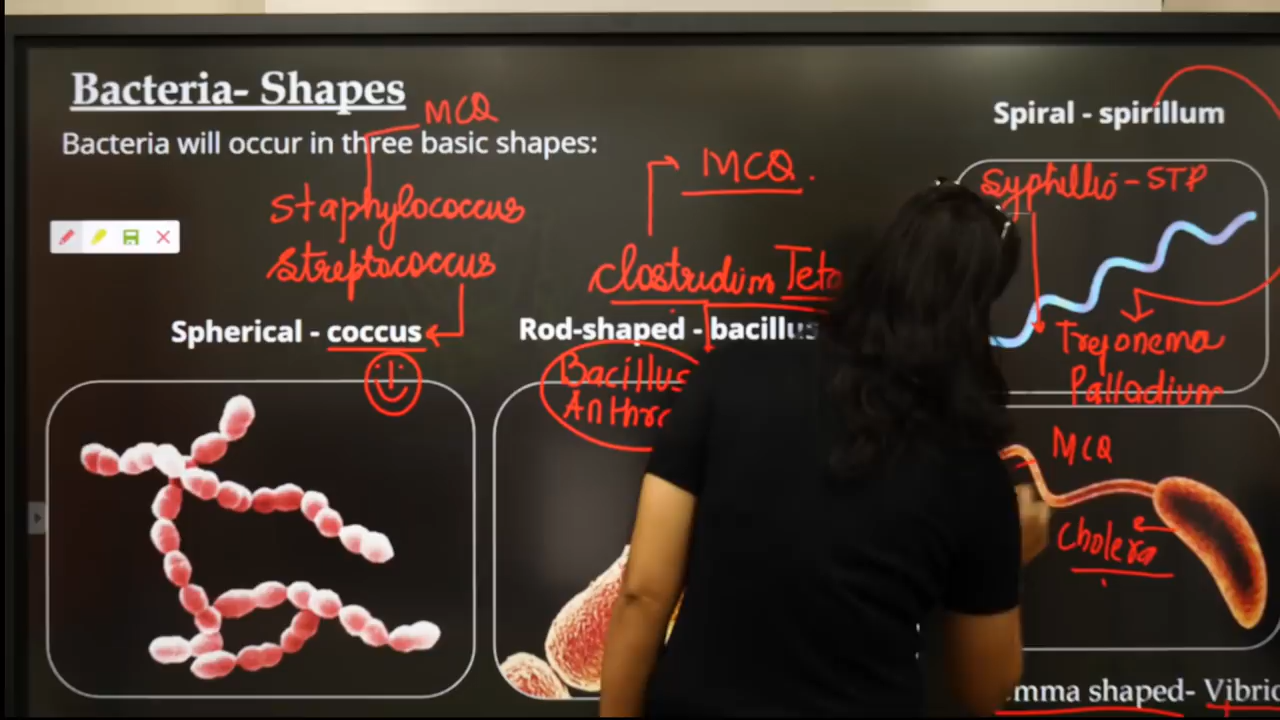 Bacteria- Shapes
MCQ
Bacteria will occur in three basic shapes:
Staphylococcus
Streptococcus
Spherical - coccus
MCQ.
Clostridium Teta
Rod-shaped - bacillus
Bacillus
Anthra
Spiral - spirillum
Syphillis - STD
Treponema
Palladium
MCQ
Cholera
mma shaped- Vibrio